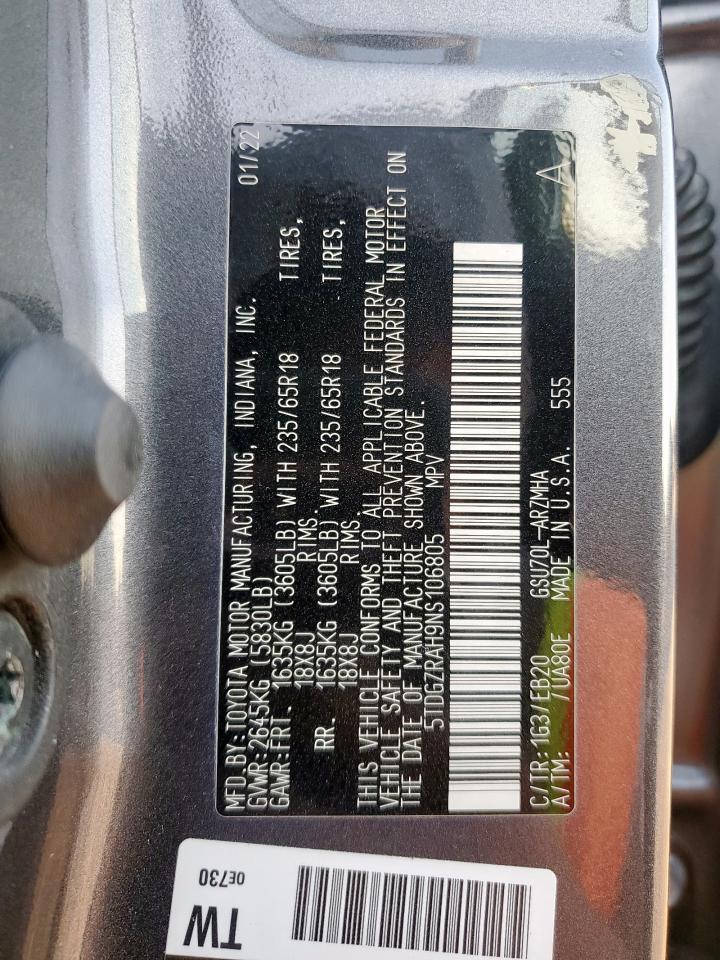 MFD.BY:TOYOTA MOTOR MANUFACTURING, INDIANA, INC. 01/22
GVWR:2645KG (5830LB)
GAWR:FRT. 1635KG (3605LB) WITH 235/65R18 TIRES,
18X8J RIMS.
RR. 1635KG (3605LB) WITH 235/65R18 TIRES,
18X8J RIMS.
THIS VEHICLE CONFORMS TO ALL APPLICABLE FEDERAL MOTOR
VEHICLE SAFETY AND THEFT PREVENTION STANDARDS IN EFFECT ON
THE DATE OF MANUFACTURE SHOWN ABOVE.
5TDGZRAH9NS106805 MPV
C/TR:1G3/EB20 GSU70L-ARZMHA A
A/TM: /UA80E MADE IN U.S.A. 555
0E730
TW